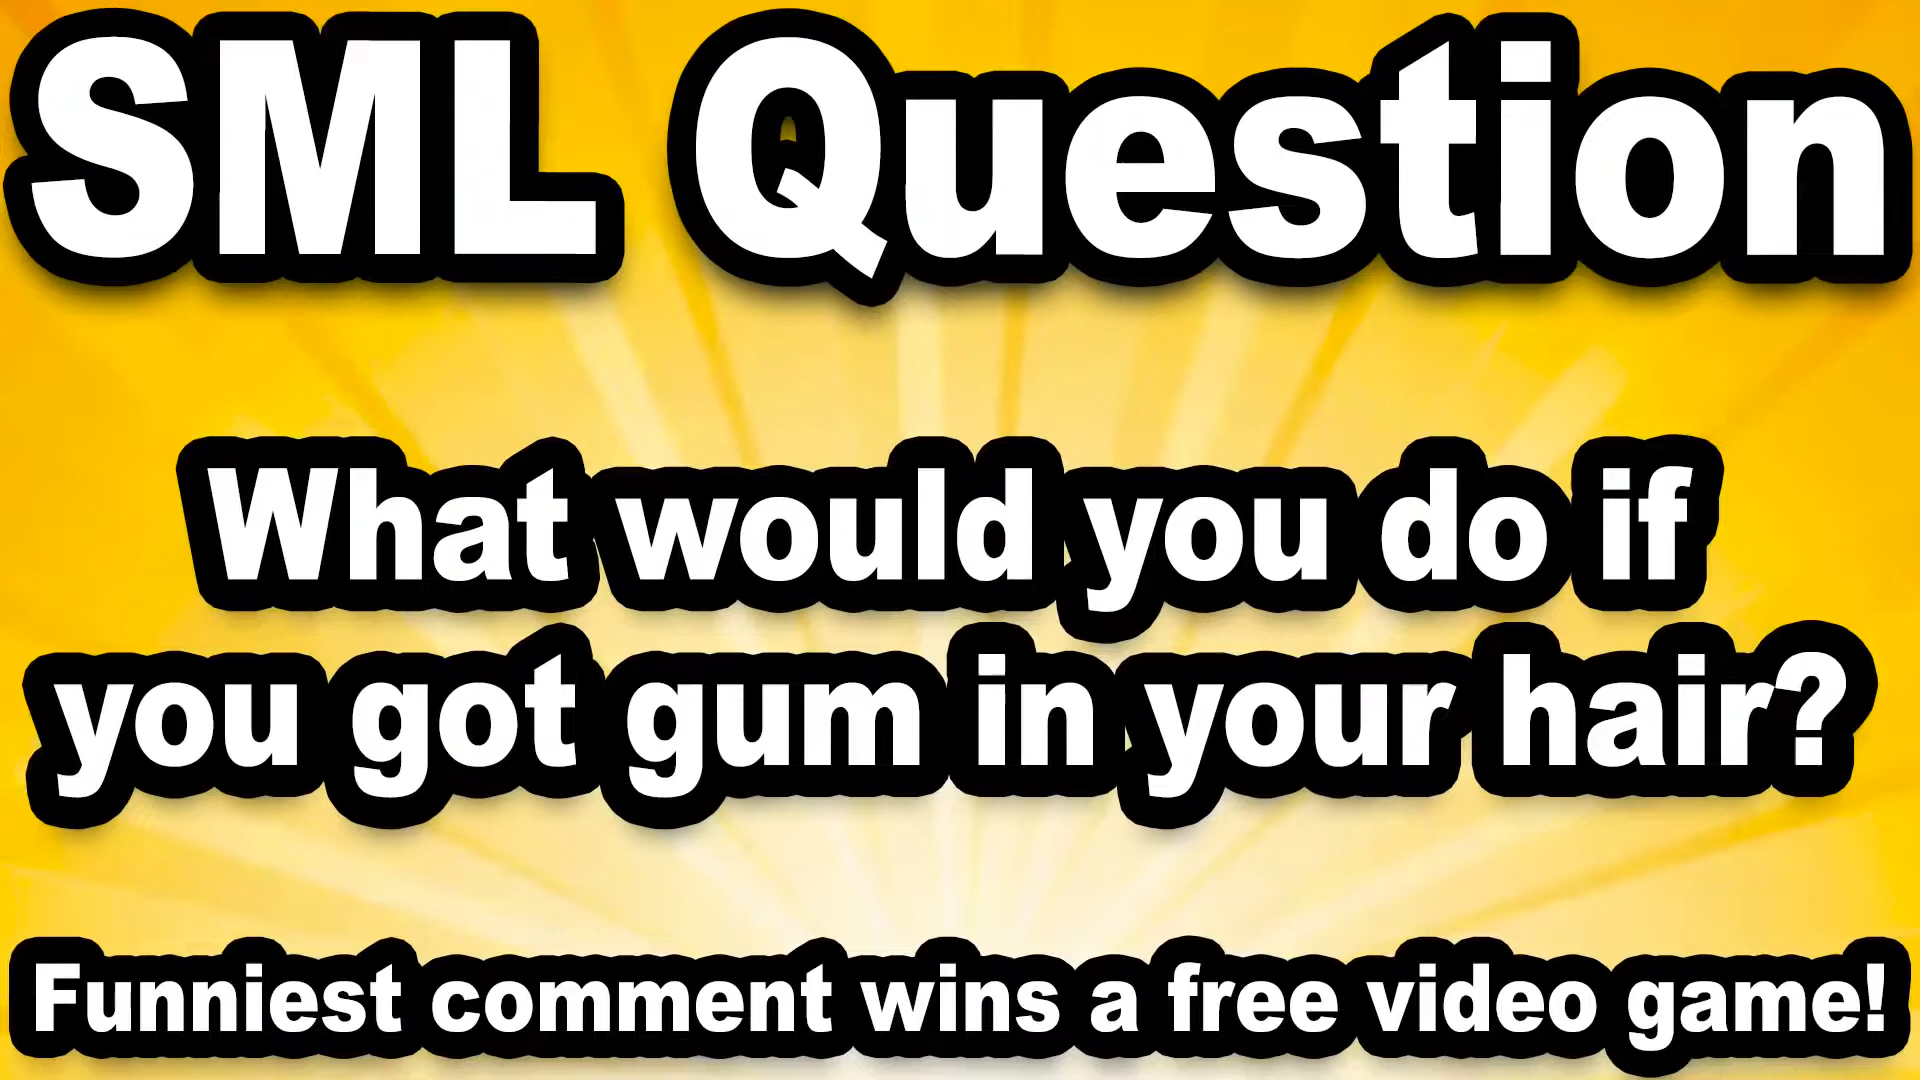 SML Question
What would you do if
you got gum in your hair?
Funniest comment wins a free video game!